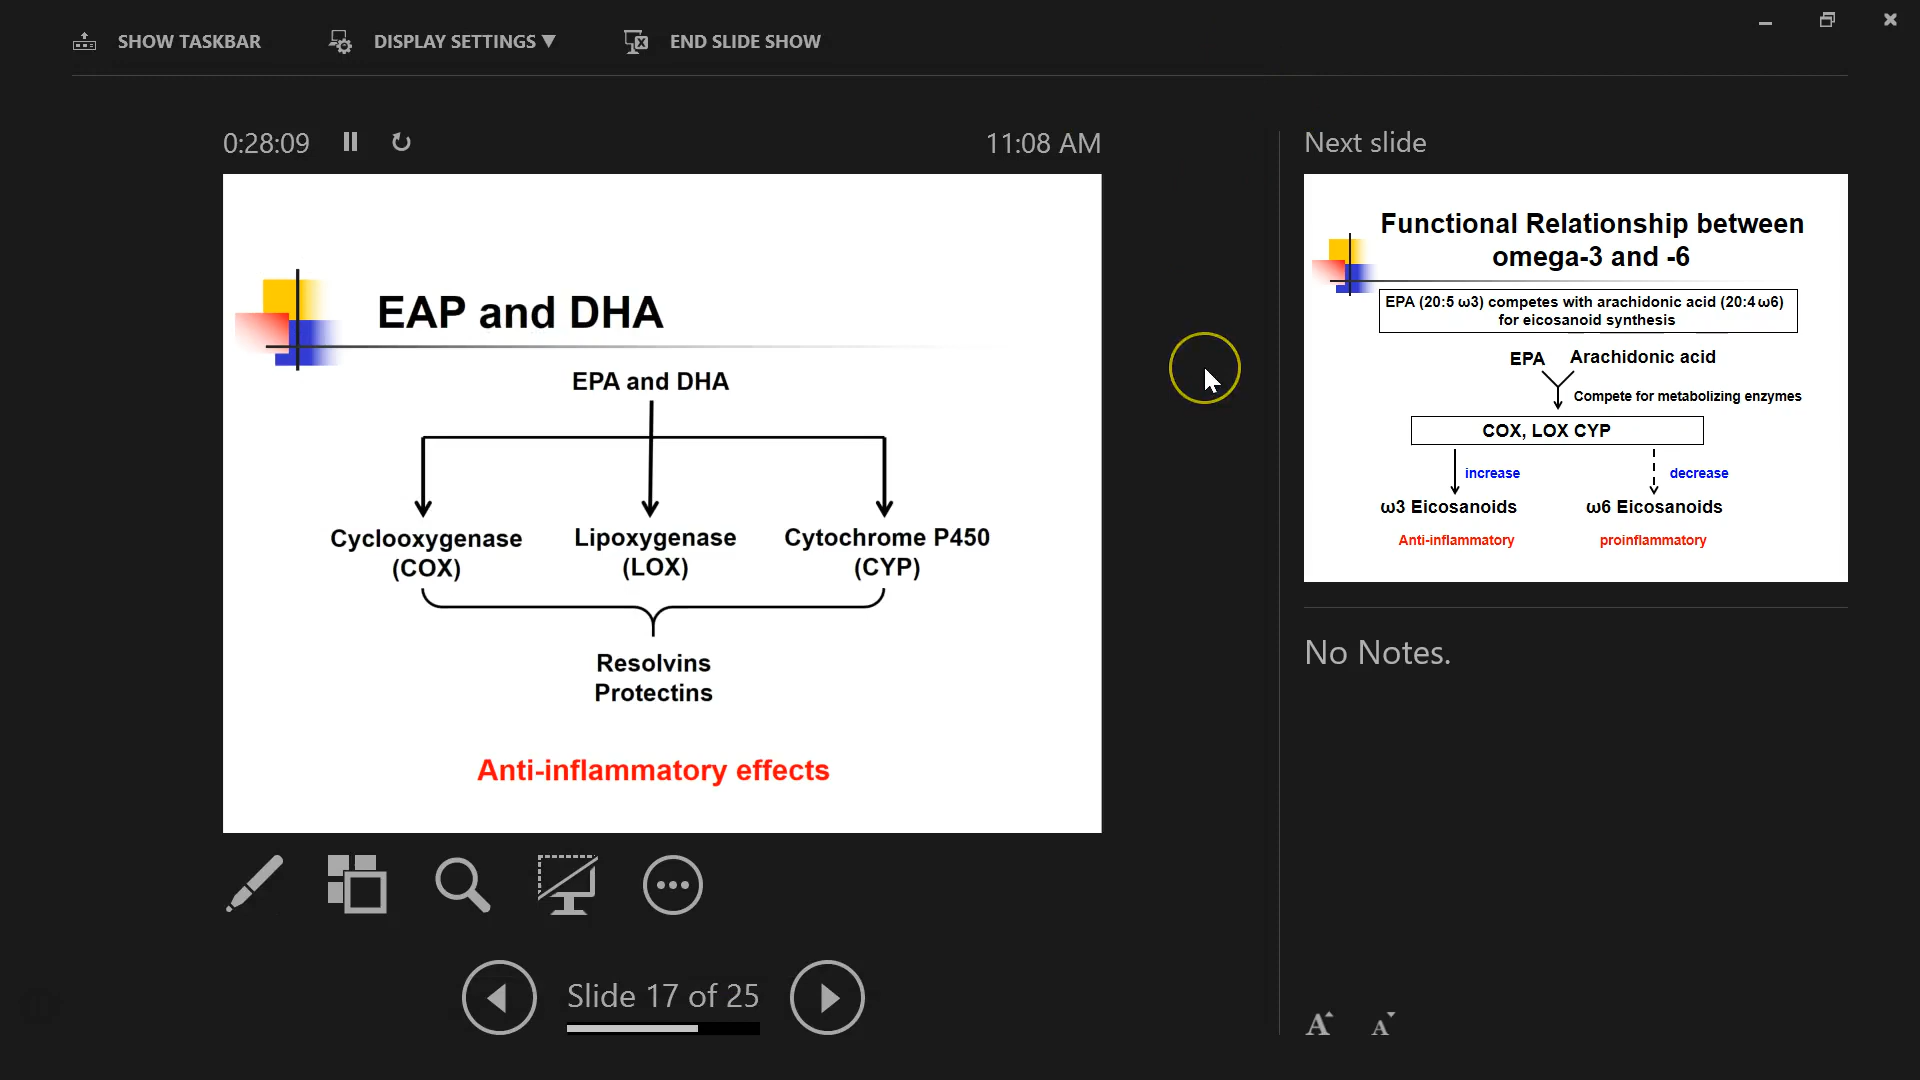 SHOW TASKBAR
DISPLAY SETTINGS ▼
END SLIDE SHOW
0:28:09
11:08 AM
EAP and DHA
EPA and DHA
Cyclooxygenase
(COX)
Lipoxygenase
(LOX)
Cytochrome P450
(CYP)
Resolvins
Protectins
Anti-inflammatory effects
Slide 17 of 25
Next slide
Functional Relationship between
omega-3 and -6
EPA (20:5 ω3) competes with arachidonic acid (20:4 ω6)
for eicosanoid synthesis
EPA
Arachidonic acid
Compete for metabolizing enzymes
COX, LOX CYP
increase
decrease
ω3 Eicosanoids
ω6 Eicosanoids
Anti-inflammatory
proinflammatory
No Notes.
A
A